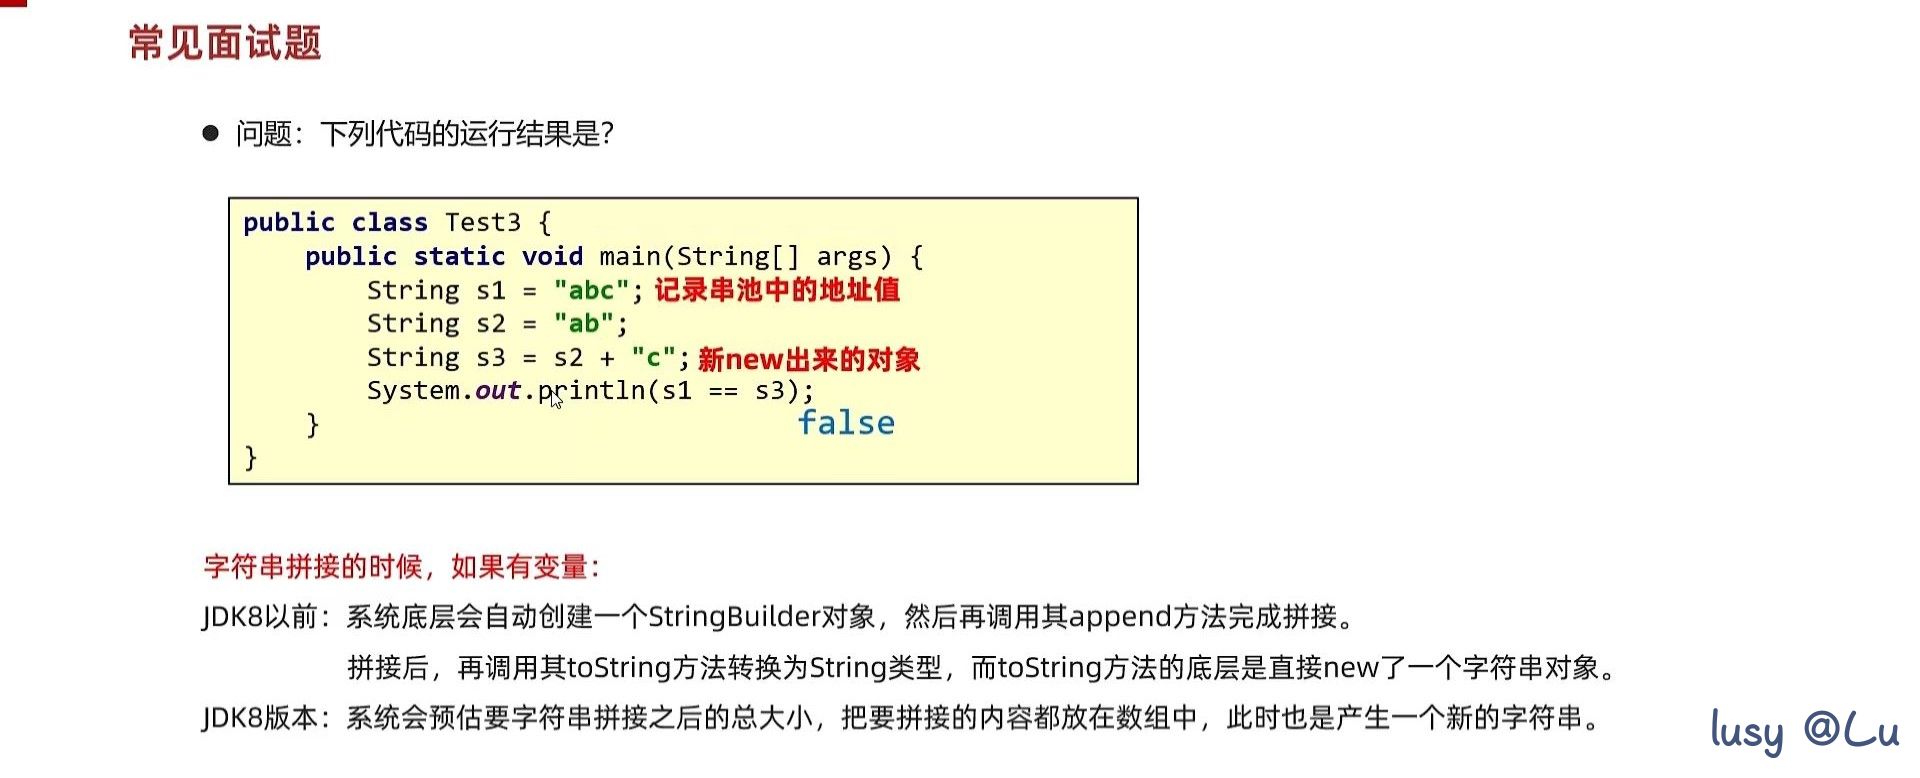 常见面试题
● 问题：下列代码的运行结果是？
public class Test3 {
    public static void main(String[] args) {
        String s1 = "abc"; 记录串池中的地址值
        String s2 = "ab";
        String s3 = s2 + "c"; 新new出来的对象
        System.out.println(s1 == s3);
    }                               false
}
字符串拼接的时候，如果有变量：
JDK8以前：系统底层会自动创建一个StringBuilder对象，然后再调用其append方法完成拼接。
拼接后，再调用其toString方法转换为String类型，而toString方法的底层是直接new了一个字符串对象。
JDK8版本：系统会预估要字符串拼接之后的总大小，把要拼接的内容都放在数组中，此时也是产生一个新的字符串。
lusy @Lu